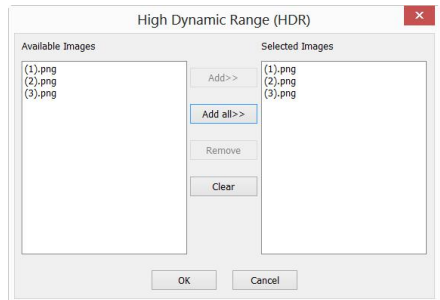 High Dynamic Range (HDR)
Available Images
Selected Images
(1).png
(2).png
(3).png
Add>>
Add all>>
Remove
Clear
(1).png
(2).png
(3).png
OK
Cancel